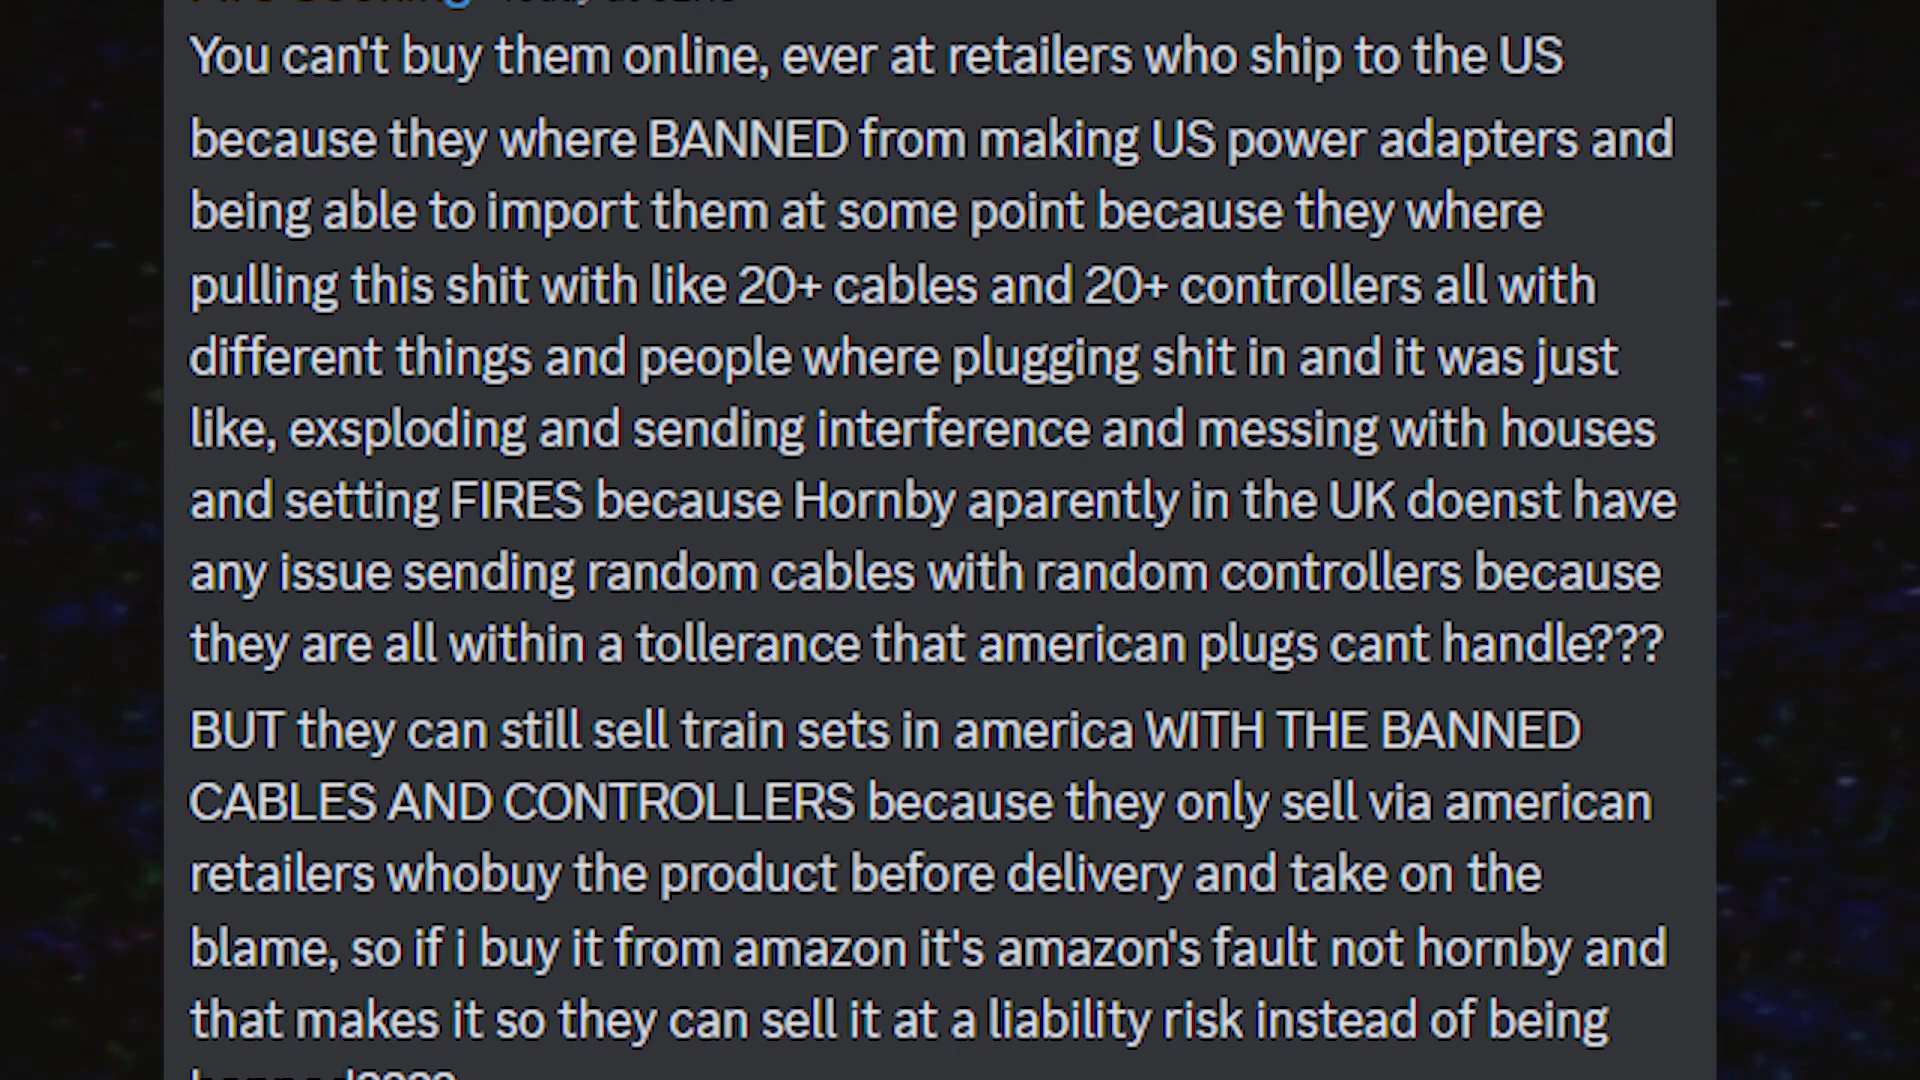 You can't buy them online, ever at retailers who ship to the US
because they where BANNED from making US power adapters and
being able to import them at some point because they where
pulling this shit with like 20+ cables and 20+ controllers all with
different things and people where plugging shit in and it was just
like, exsploding and sending interference and messing with houses
and setting FIRES because Hornby aparently in the UK doenst have
any issue sending random cables with random controllers because
they are all within a tollerance that american plugs cant handle???
BUT they can still sell train sets in america WITH THE BANNED
CABLES AND CONTROLLERS because they only sell via american
retailers whobuy the product before delivery and take on the
blame, so if i buy it from amazon it's amazon's fault not hornby and
that makes it so they can sell it at a liability risk instead of being